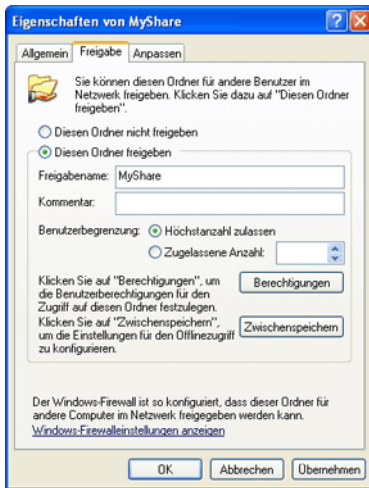 Eigenschaften von MyShare
Allgemein Freigabe Anpassen
Sie können diesen Ordner für andere Benutzer im
Netzwerk freigeben. Klicken Sie dazu auf "Diesen Ordner
freigeben".
Diesen Ordner nicht freigeben
Diesen Ordner freigeben
Freigabename: MyShare
Kommentar:
Benutzerbegrenzung: Höchstanzahl zulassen
Zugelassene Anzahl:
Klicken Sie auf "Berechtigungen", um
die Benutzerberechtigungen für den
Zugriff auf diesen Ordner festzulegen.
Berechtigungen
Klicken Sie auf "Zwischenspeichern",
um die Einstellungen für den Offlinezugriff
zu konfigurieren.
Zwischenspeichern
Der Windows-Firewall ist so konfiguriert, dass dieser Ordner für
andere Computer im Netzwerk freigegeben werden kann.
Windows-Firewalleinstellungen anzeigen
OK Abbrechen Übernehmen